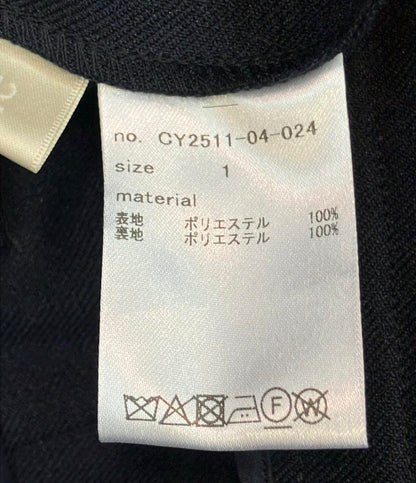 no. CY2511-04-024
size 1
material
表地 ポリエステル 100%
裏地 ポリエステル 100%
F W